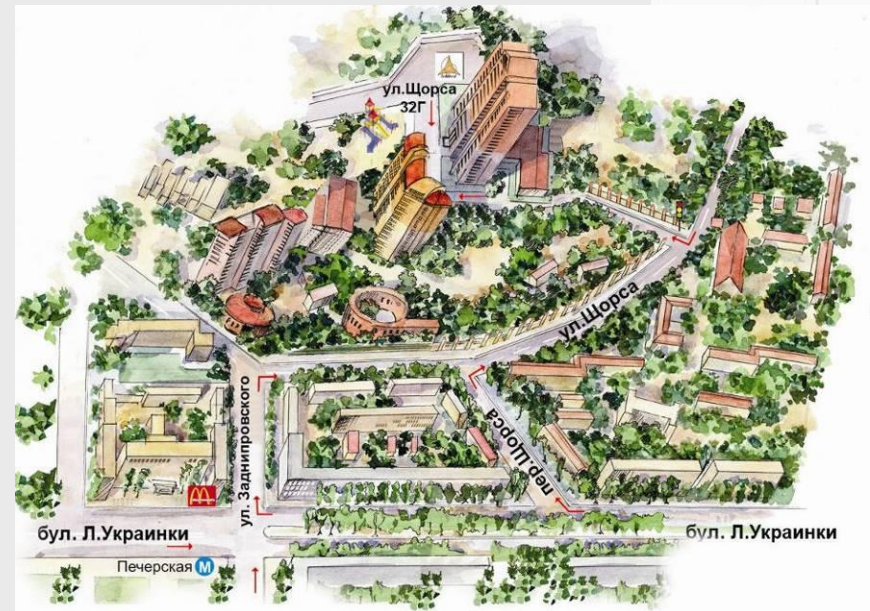 ул.Щорса
32Г
ул.Щорса
ул. Заднипровского
пер.Щорса
бул. Л.Украинки
бул. Л.Украинки
Печерская М